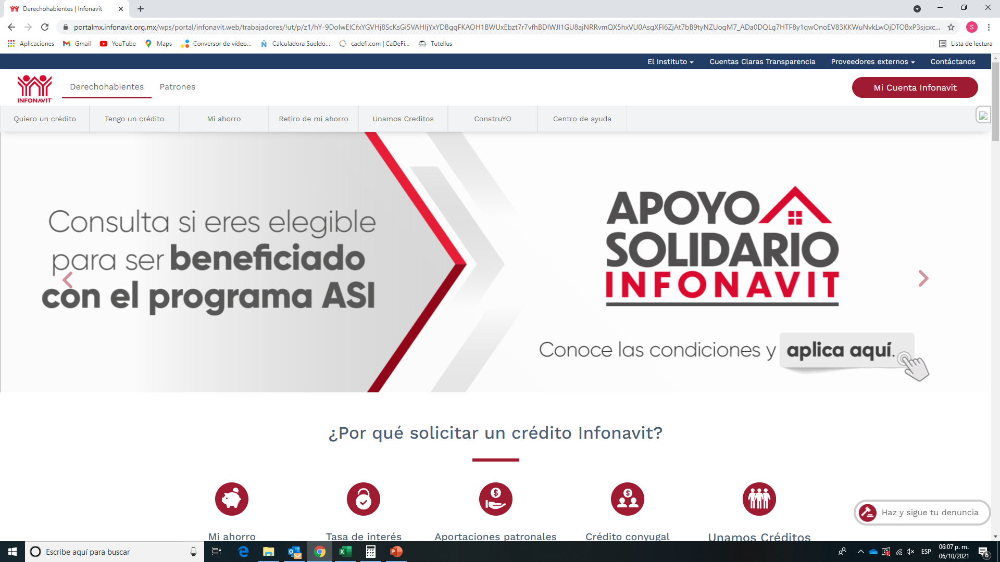 Derechohabientes | Infonavit
portalmx.infonavit.org.mx/wps/portal/infonavit.web/trabajadores/!ut/p/z1/
Aplicaciones
Gmail
YouTube
Maps
Conversor de vídeo...
Calculadora Sueldo...
cadefi.com | CaDeFi...
Tutellus
Lista de lectura
El Instituto
Cuentas Claras Transparencia
Proveedores externos
Contáctanos
INFONAVIT
Derechohabientes
Patrones
Mi Cuenta Infonavit
Quiero un crédito
Tengo un crédito
Mi ahorro
Retiro de mi ahorro
Unamos Creditos
ConstruYO
Centro de ayuda
Consulta si eres elegible
para ser beneficiado
con el programa ASI
APOYO
SOLIDARIO
INFONAVIT
Conoce las condiciones y aplica aquí.
¿Por qué solicitar un crédito Infonavit?
Mi ahorro
Tasa de interés
Aportaciones patronales
Crédito conyugal
Unamos Créditos
Haz y sigue tu denuncia
Escribe aquí para buscar
ESP
06:07 p. m.
06/10/2021
6